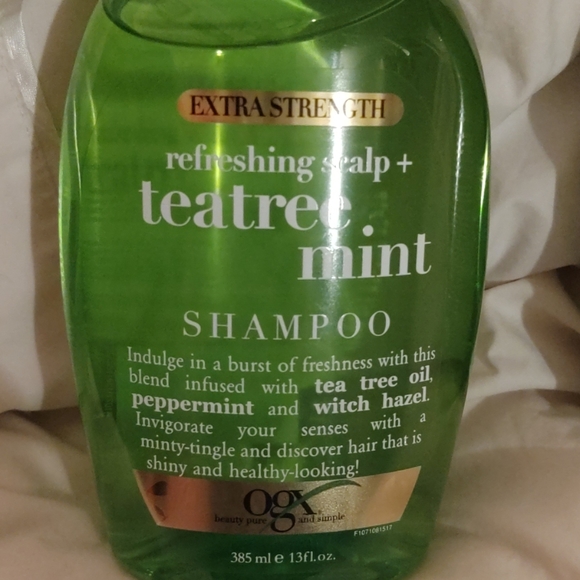 EXTRA STRENGTH
refreshing scalp +
teatree
mint
SHAMPOO
Indulge in a burst of freshness with this
blend infused with tea tree oil,
peppermint and witch hazel.
Invigorate your senses with a
minty-tingle and discover hair that is
shiny and healthy-looking!
ogx®
beauty pure and simple
F1071061517
385 ml e 13fl.oz.